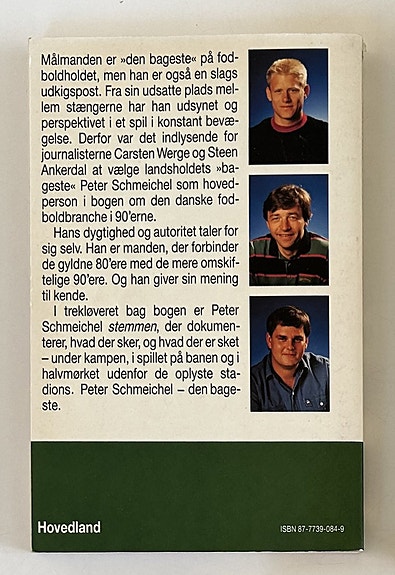 Målmanden er »den bageste« på fod-
boldholdet, men han er også en slags
udkigspost. Fra sin udsatte plads mel-
lem stængerne har han udsynet og
perspektivet i et spil i konstant bevæ-
gelse. Derfor var det indlysende for
journalisterne Carsten Werge og Steen
Ankerdal at vælge landsholdets »ba-
geste« Peter Schmeichel som hoved-
person i bogen om den danske fod-
boldbranche i 90'erne.
Hans dygtighed og autoritet taler for
sig selv. Han er manden, der forbinder
de gyldne 80'ere med de mere omskif-
telige 90'ere. Og han giver sin mening
til kende.
I trekløveret bag bogen er Peter
Schmeichel stemmen, der dokumen-
terer, hvad der sker, og hvad der er sket
– under kampen, i spillet på banen og i
halvmørket udenfor de oplyste sta-
dions. Peter Schmeichel – den bage-
ste.
Hovedland
ISBN 87-7739-084-9